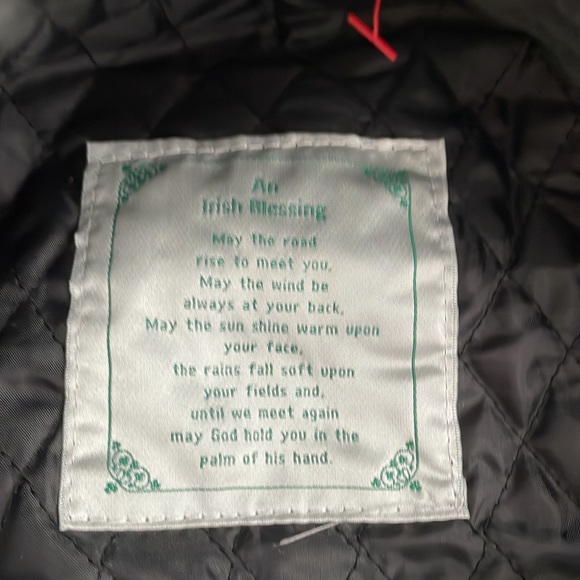 An
Irish Blessing
May the road
rise to meet you,
May the wind be
always at your back,
May the sun shine warm upon
your face,
the rains fall soft upon
your fields and,
until we meet again
may God hold you in the
palm of his hand.